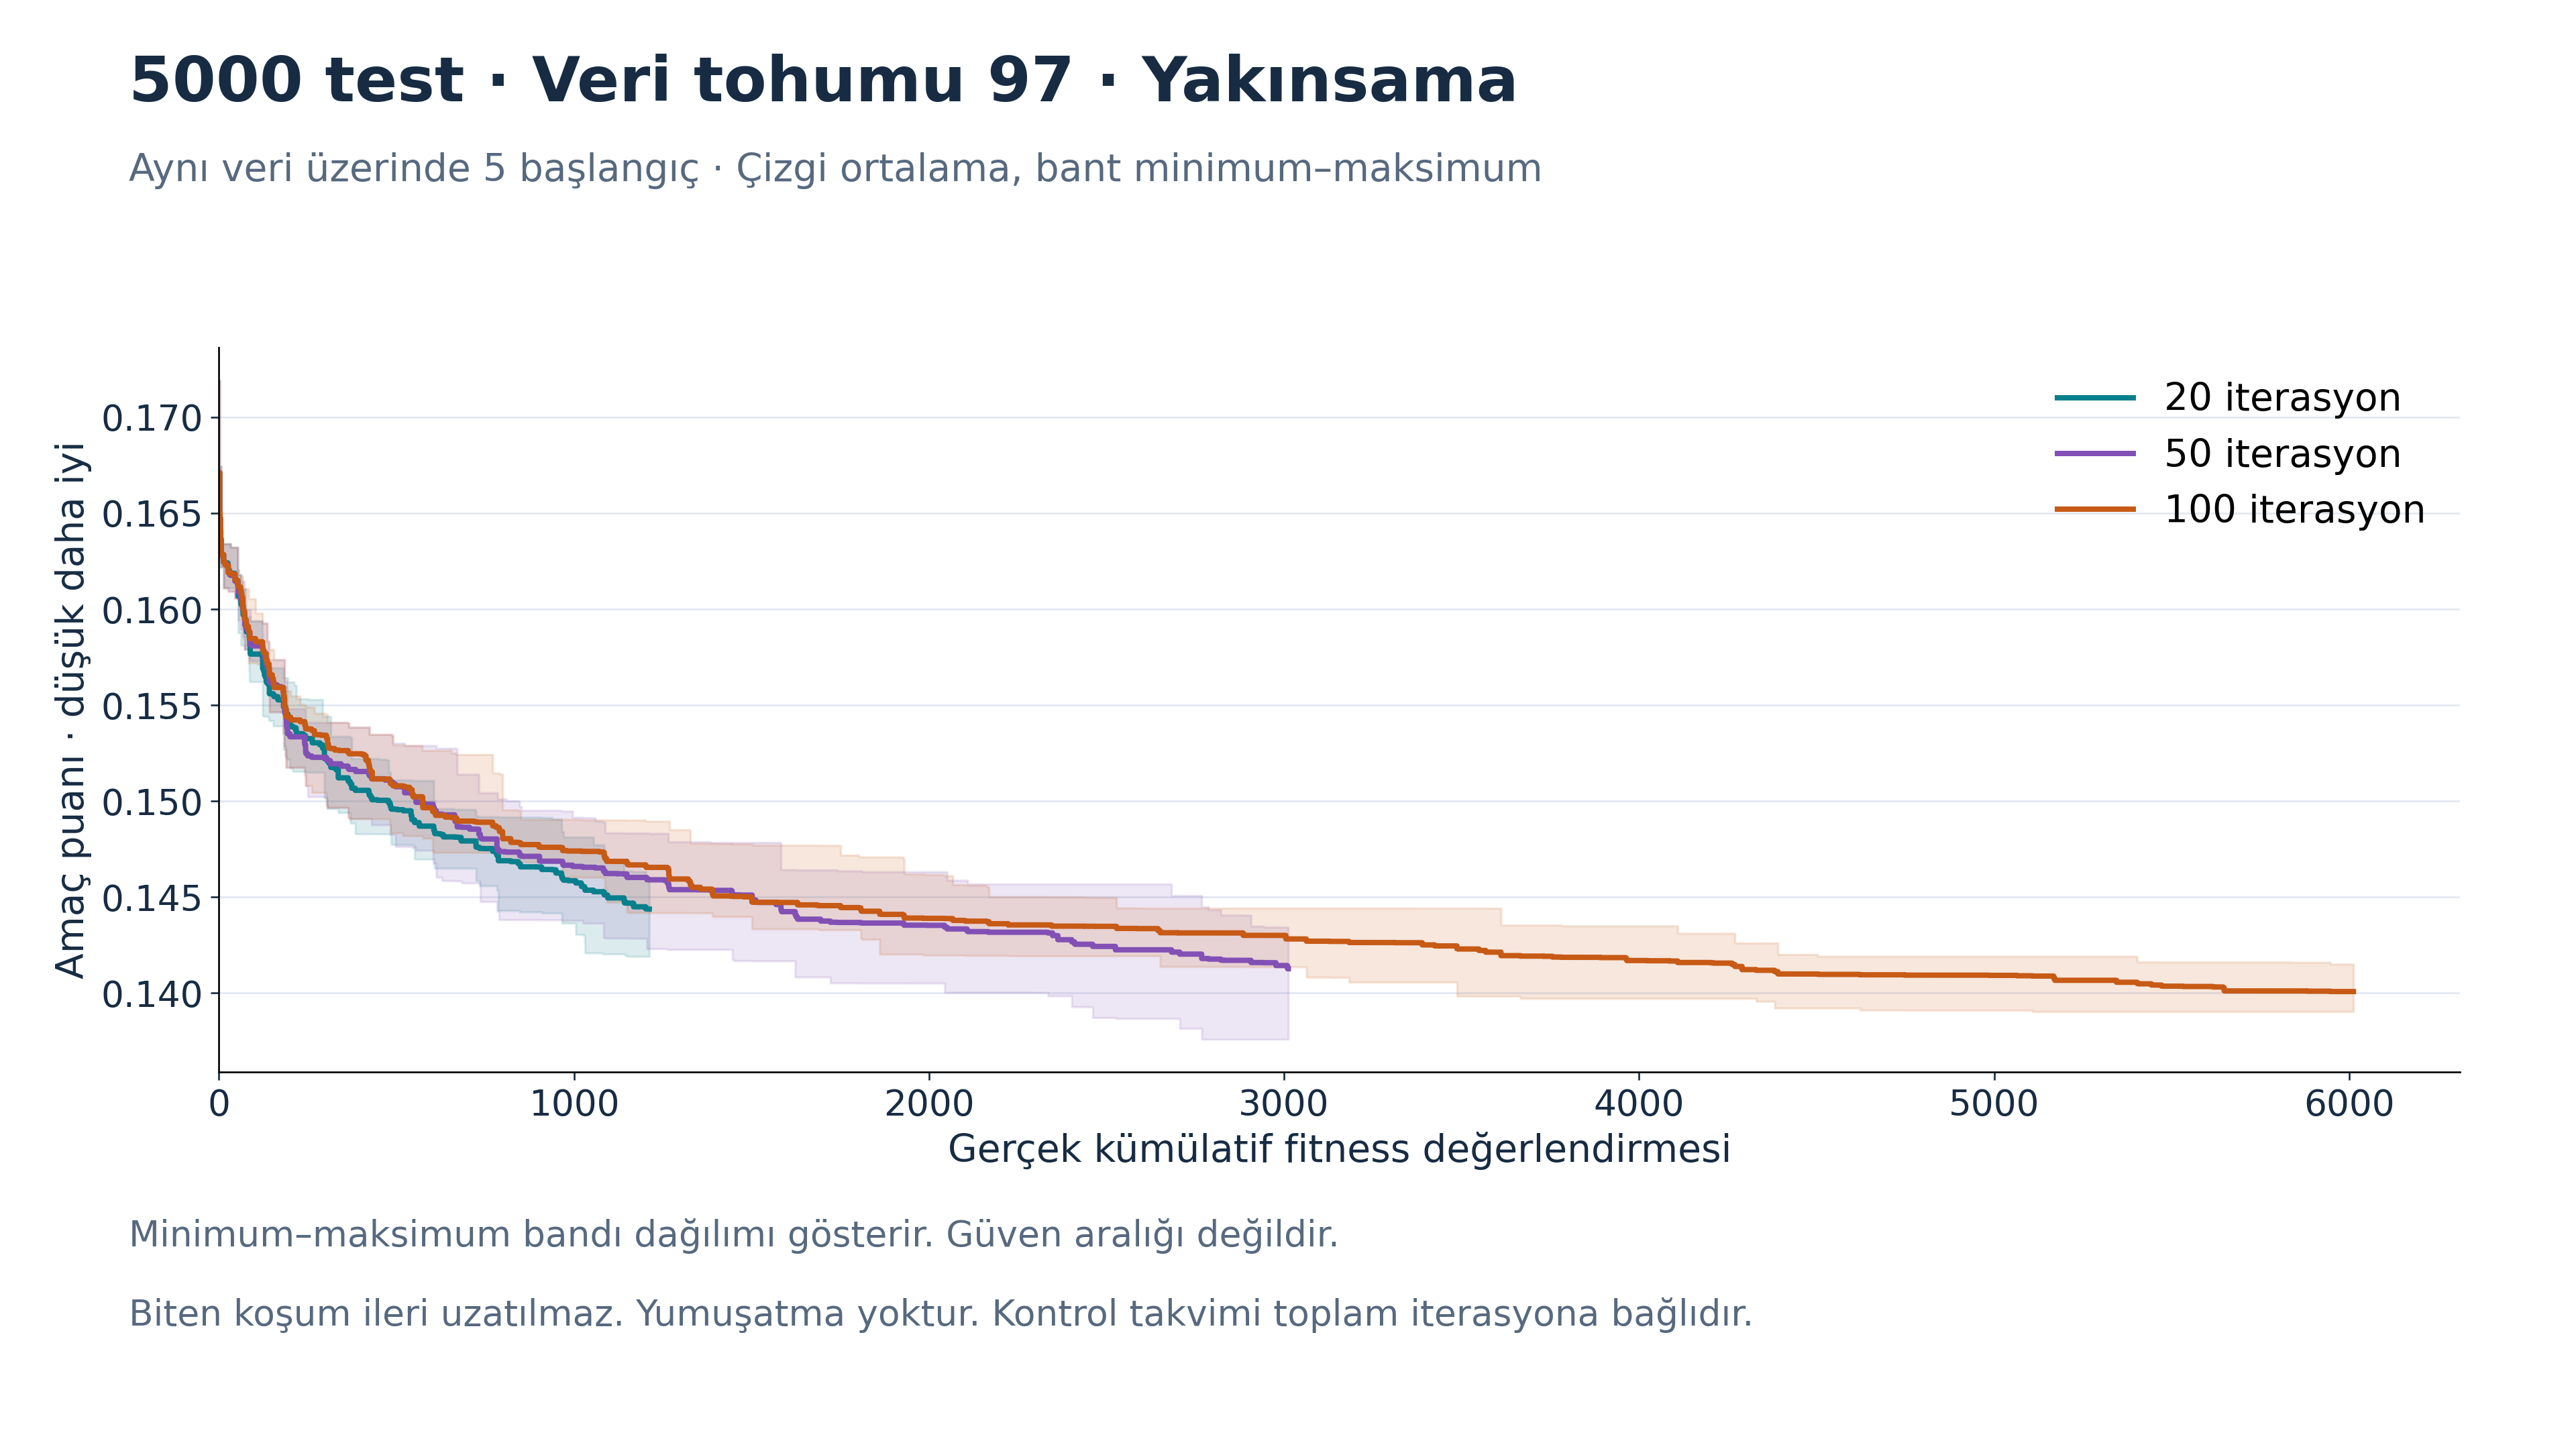 5000 test · Veri tohumu 97 · Yakınsama
Aynı veri üzerinde 5 başlangıç · Çizgi ortalama, bant minimum–maksimum
20 iterasyon
50 iterasyon
100 iterasyon
Amaç puanı · düşük daha iyi
0.170
0.165
0.160
0.155
0.150
0.145
0.140
0 1000 2000 3000 4000 5000 6000
Gerçek kümülatif fitness değerlendirmesi
Minimum–maksimum bandı dağılımı gösterir. Güven aralığı değildir.
Biten koşum ileri uzatılmaz. Yumuşatma yoktur. Kontrol takvimi toplam iterasyona bağlıdır.